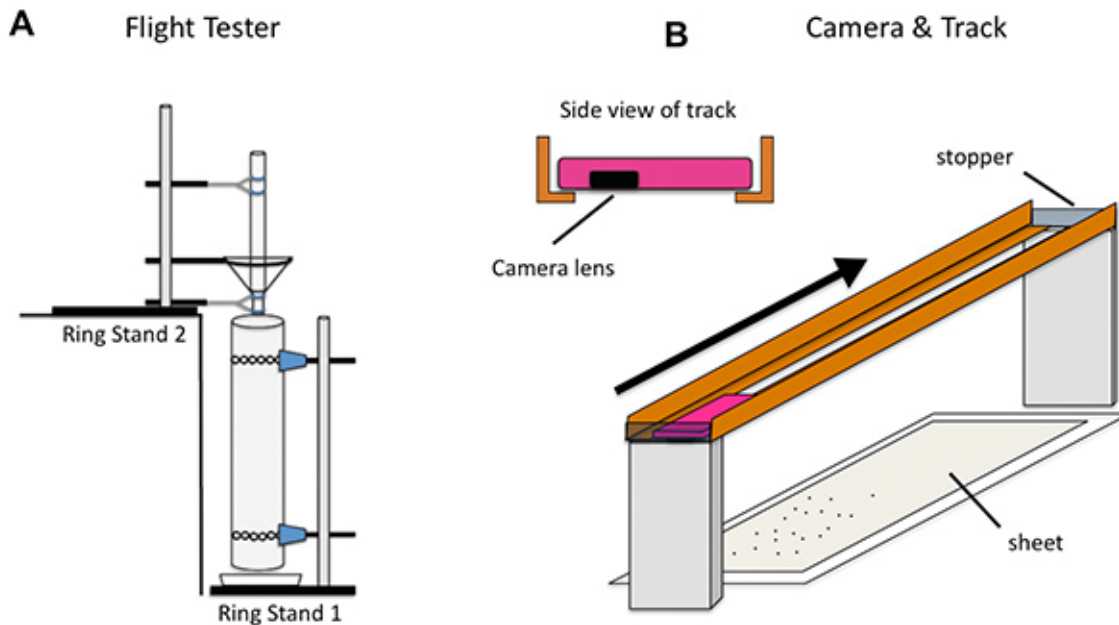 A
Flight Tester
Ring Stand 2
Ring Stand 1
B
Camera & Track
Side view of track
Camera lens
stopper
sheet